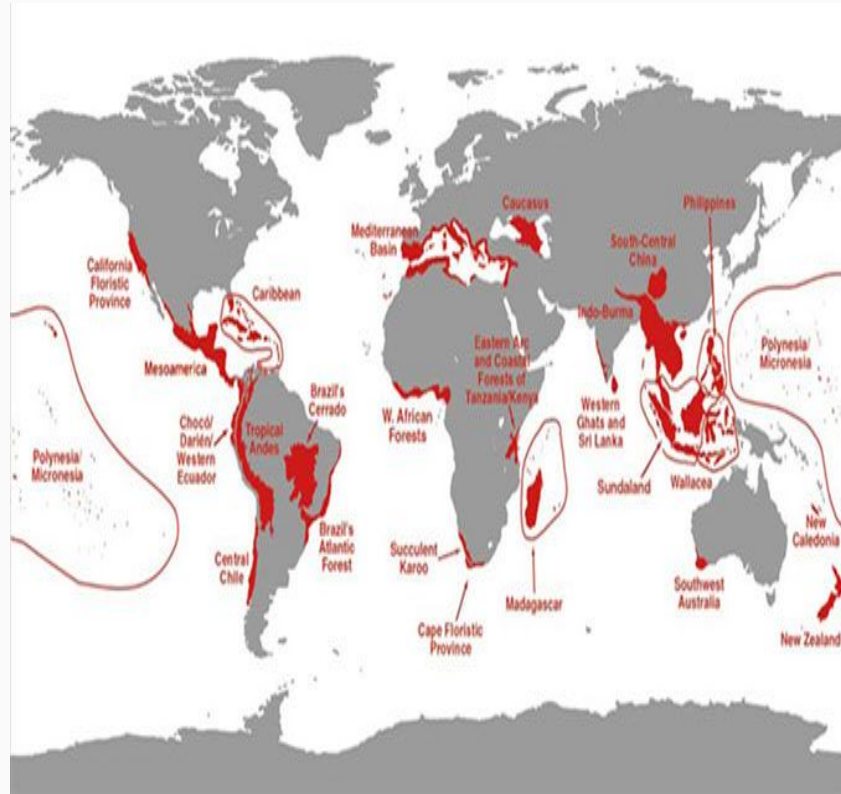 Caucasus
Philippines
Mediterranean
Basin
South-Central
China
California
Floristic
Province
Caribbean
Indo-Burma
Eastern Arc
and Coastal
Forests of
Tanzania/Kenya
Polynesia/
Micronesia
Mesoamerica
Brazil's
Cerrado
W. African
Forests
Western
Ghats and
Sri Lanka
Chocó/
Darién/
Western
Ecuador
Tropical
Andes
Polynesia/
Micronesia
Sundaland
Wallacea
New
Caledonia
Brazil's
Atlantic
Forest
Succulent
Karoo
Central
Chile
Madagascar
Southwest
Australia
Cape Floristic
Province
New Zealand